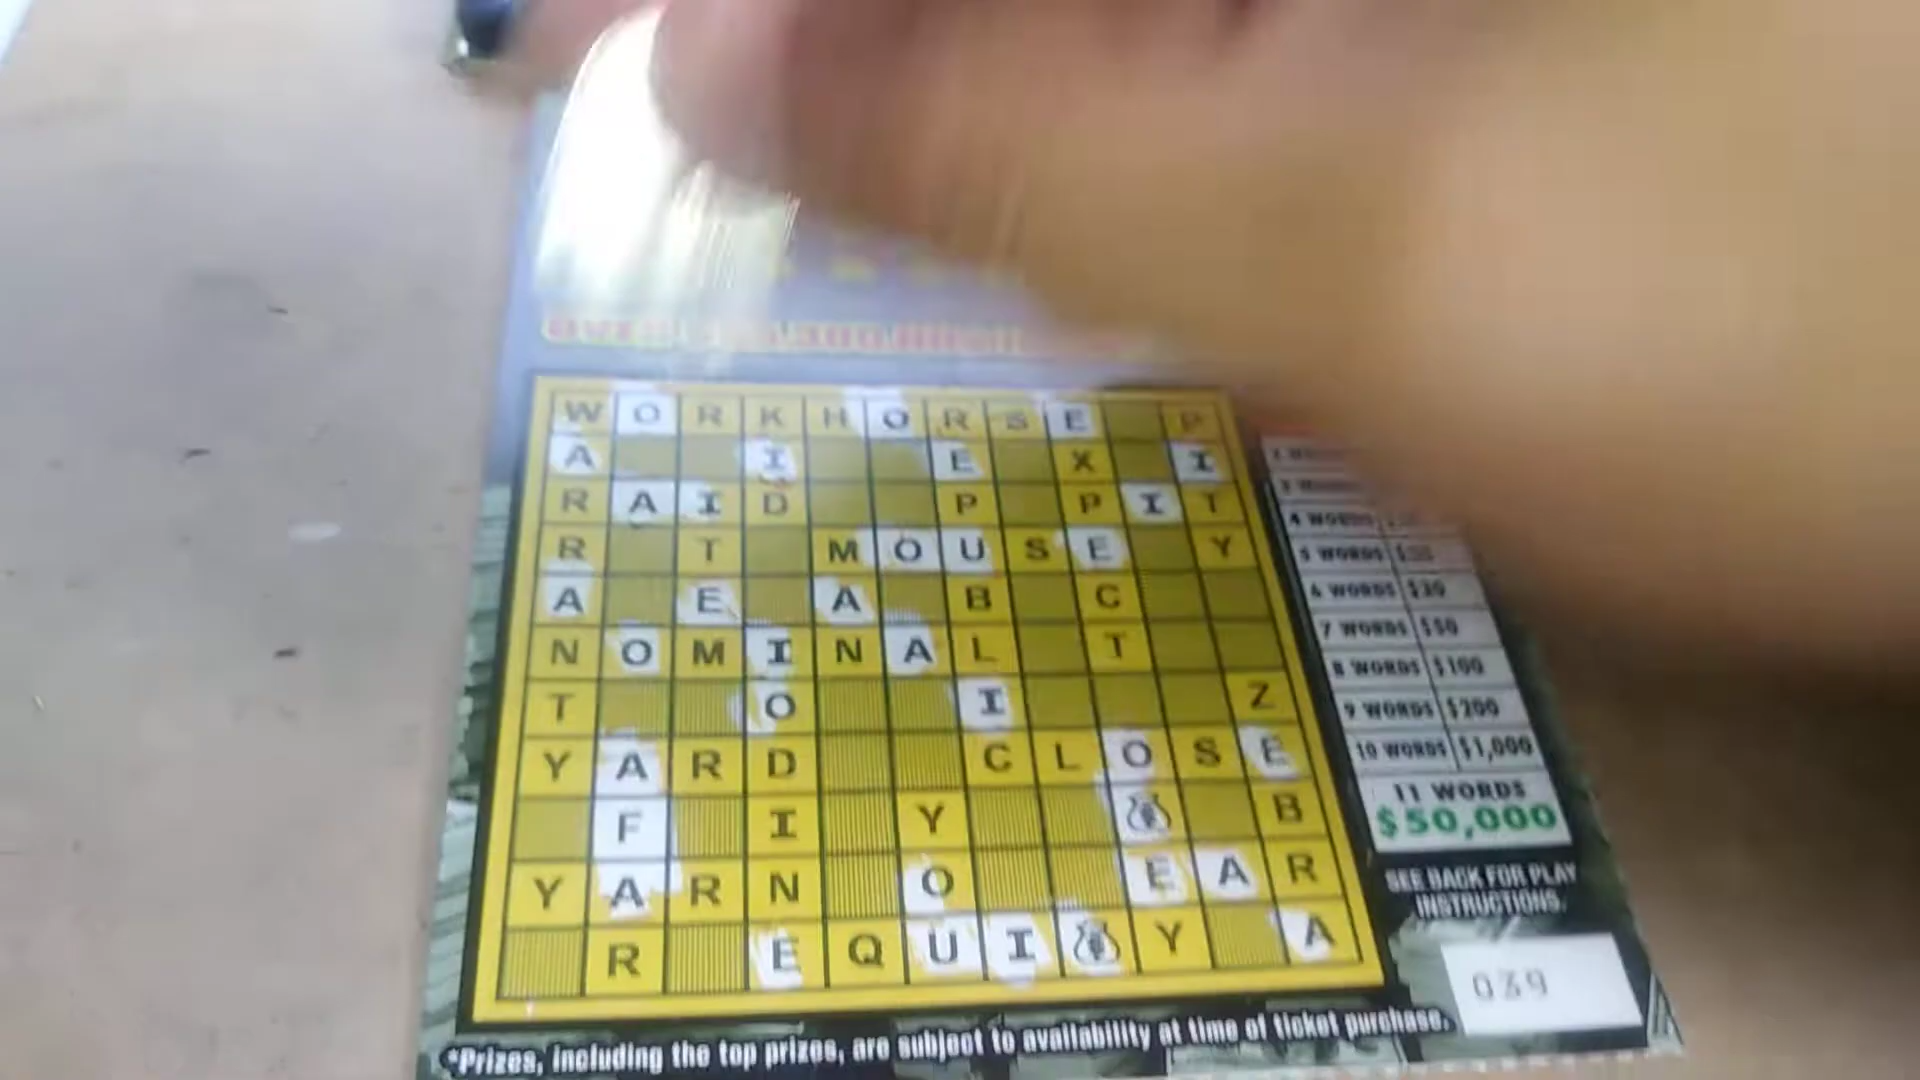 W O R K H O R S E P
A I E X I
R A I D P P I T
R T M O U S E Y
A E A B C
N O M I N A L T
T O I Z
Y A R D C L O S E
F I Y B
Y A R N O E A R
R E Q U I Y A
4 WORDS
5 WORDS
6 WORDS $30
7 WORDS $50
8 WORDS $100
9 WORDS $200
10 WORDS $1,000
11 WORDS
$50,000
SEE BACK FOR PLAY
INSTRUCTIONS.
039
*Prizes, including the top prizes, are subject to availability at time of ticket purchase.